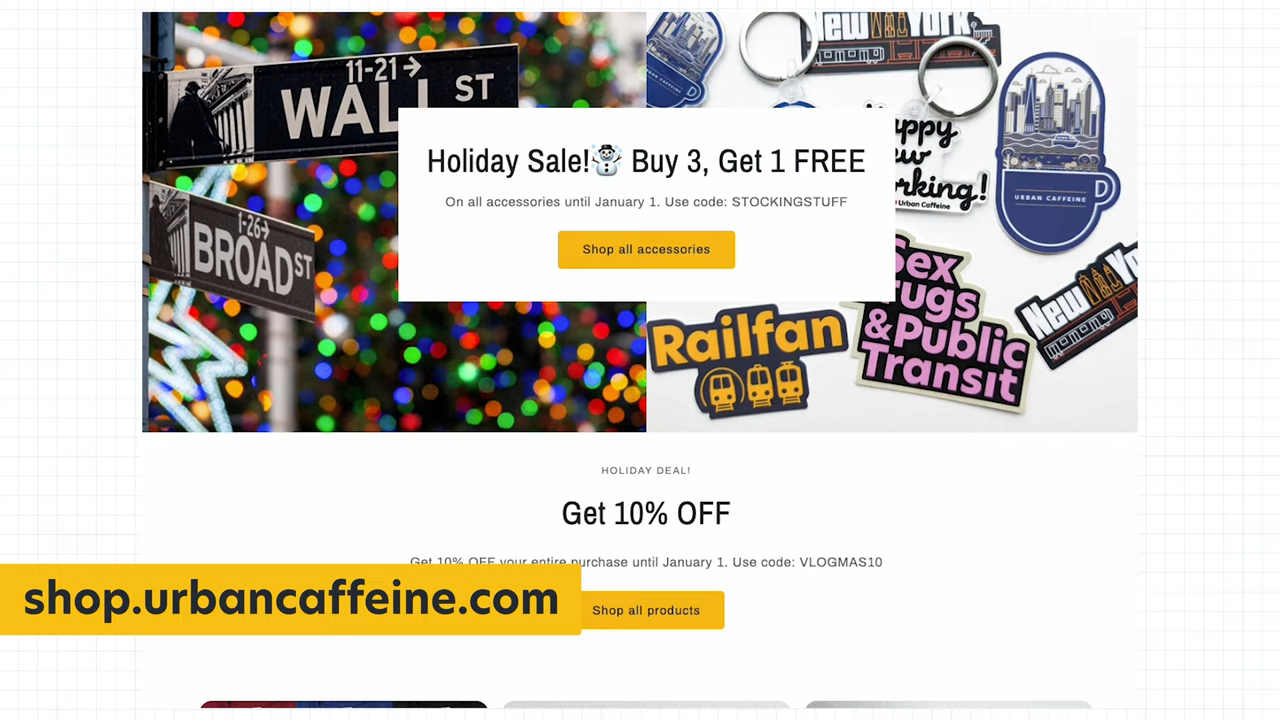 11-21→
WALL ST
1-26→
BROAD ST
New York
URBAN CAFFEINE
Holiday Sale!☃️ Buy 3, Get 1 FREE
On all accessories until January 1. Use code: STOCKINGSTUFF
Shop all accessories
Urban Caffeine
URBAN CAFFEINE
Sex
&Public
Transit
Railfan
New
HOLIDAY DEAL!
Get 10% OFF
Get 10% OFF your entire purchase until January 1. Use code: VLOGMAS10
shop.urbancaffeine.com
Shop all products